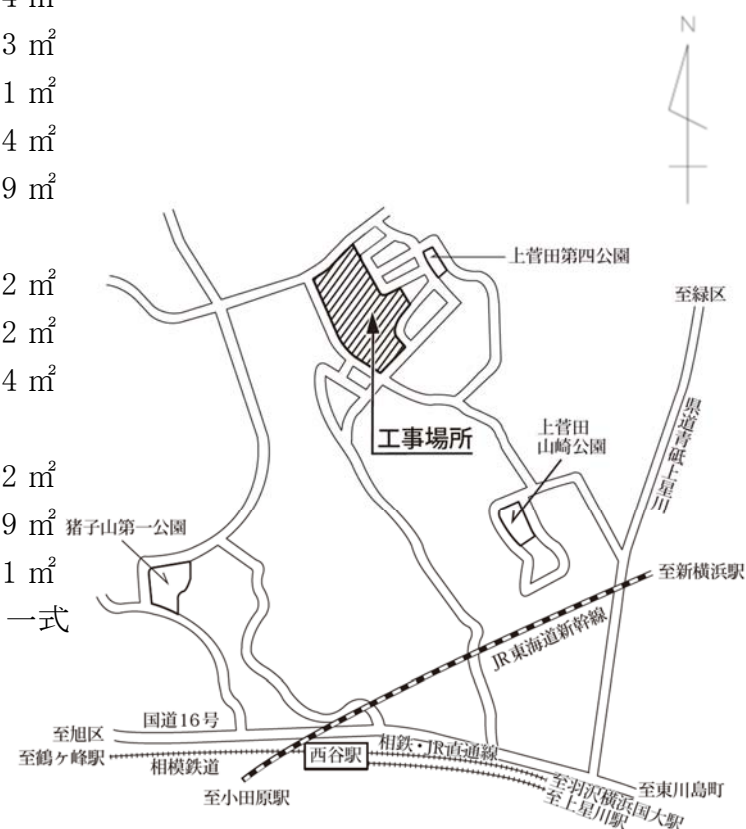 4 ㎡
3 ㎡
1 ㎡
4 ㎡
9 ㎡
2 ㎡
2 ㎡
4 ㎡
2 ㎡
9 ㎡
1 ㎡
一式
N
上菅田第四公園
至緑区
県道青砥上星川
工事場所
上菅田
山崎公園
猪子山第一公園
至新横浜駅
JR東海道新幹線
国道16号
至旭区
至鶴ヶ峰駅
相模鉄道
西谷駅
相鉄・JR直通線
至小田原駅
至東川島町
至羽沢横浜国大駅
至上星川駅